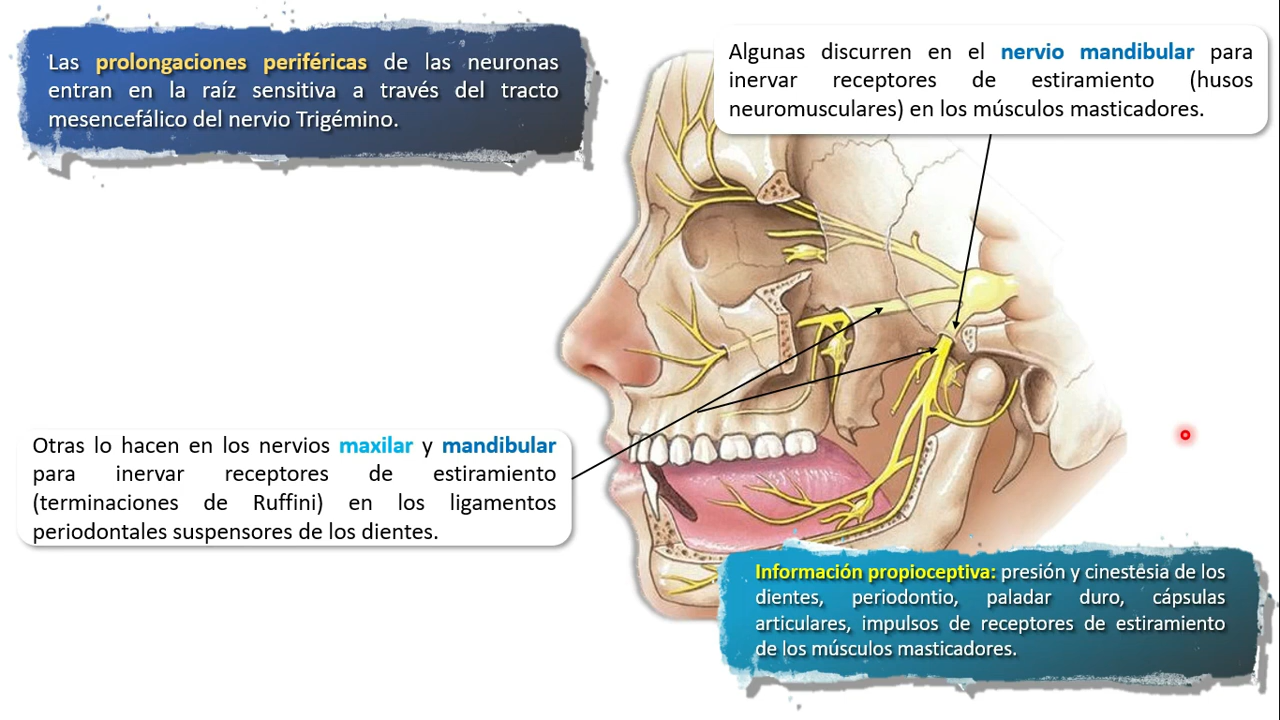 Las prolongaciones periféricas de las neuronas
entran en la raíz sensitiva a través del tracto
mesencefálico del nervio Trigémino.
Algunas discurren en el nervio mandibular para
inervar receptores de estiramiento (husos
neuromusculares) en los músculos masticadores.
Otras lo hacen en los nervios maxilar y mandibular
para inervar receptores de estiramiento
(terminaciones de Ruffini) en los ligamentos
periodontales suspensores de los dientes.
Información propioceptiva: presión y cinestesia de los
dientes, periodontio, paladar duro, cápsulas
articulares, impulsos de receptores de estiramiento
de los músculos masticadores.